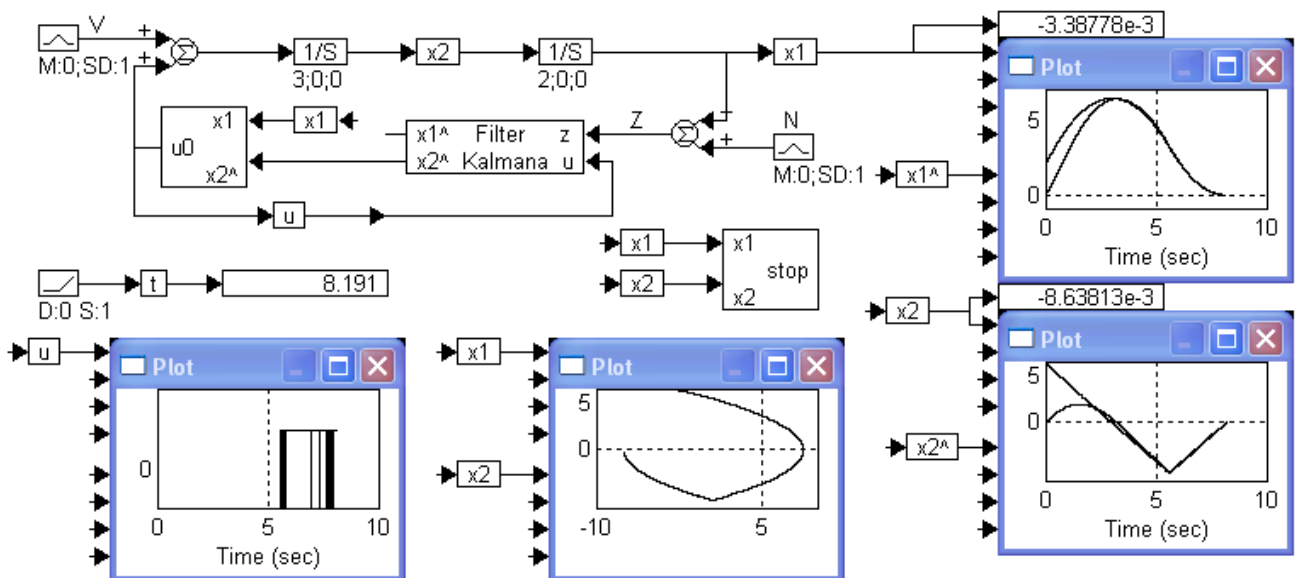 V
+
+
Σ
M:0;SD:1
1/S
3;0;0
x2
1/S
2;0;0
x1
-3.38778e-3
Plot
5
0
0 5 10
Time (sec)
x1
u0
x2^
x1
x1^ Filter z
x2^ Kalmana u
Z
Σ
+
+
N
M:0;SD:1
x1^
u
x1
x2
x1
stop
x2
D:0 S:1
t
8.191
x2
-8.63813e-3
Plot
5
0
0 5 10
Time (sec)
x2^
u
Plot
0
0 5 10
Time (sec)
x1
x2
Plot
5
0
-10 5